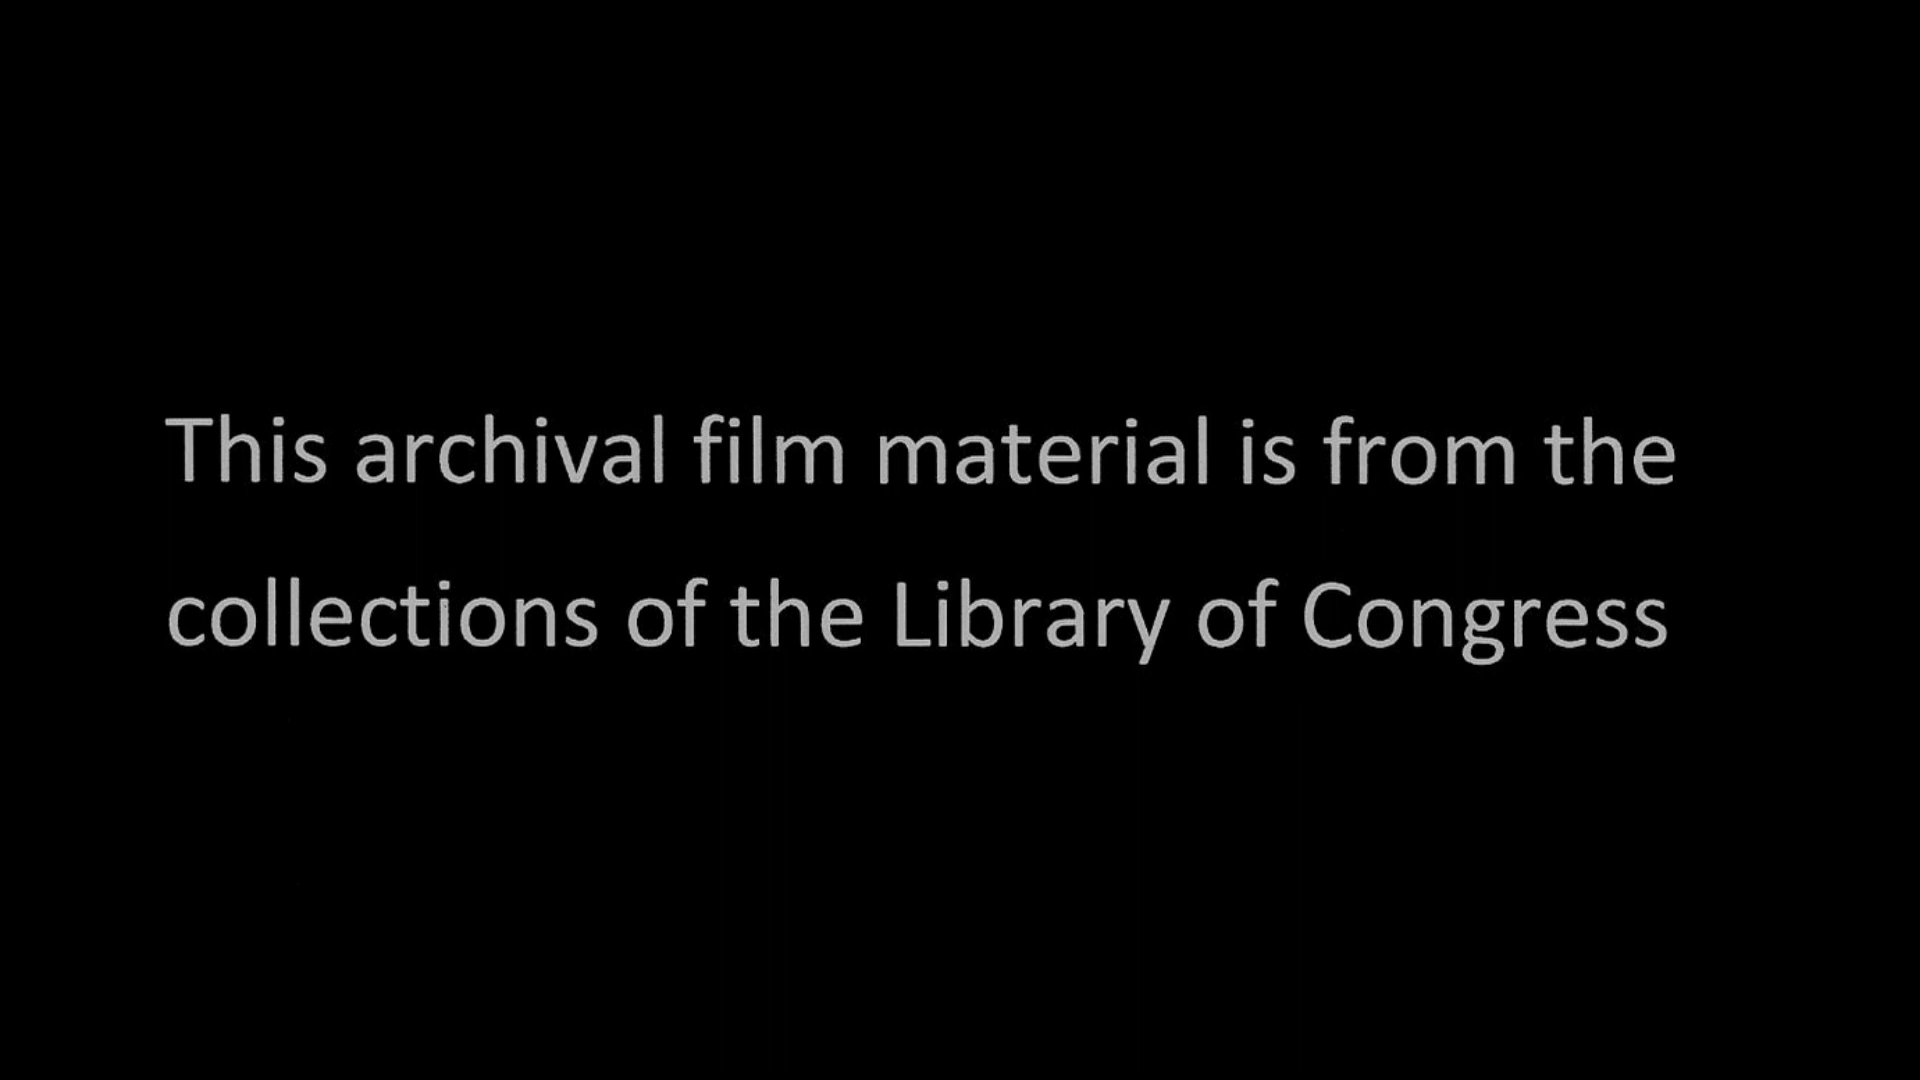 This archival film material is from the
collections of the Library of Congress